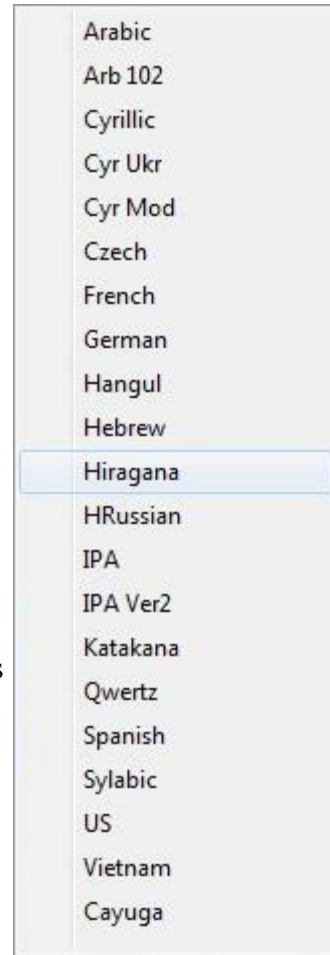 Arabic
Arb 102
Cyrillic
Cyr Ukr
Cyr Mod
Czech
French
German
Hangul
Hebrew
Hiragana
HRussian
IPA
IPA Ver2
Katakana
s
Qwertz
Spanish
Sylabic
US
Vietnam
Cayuga